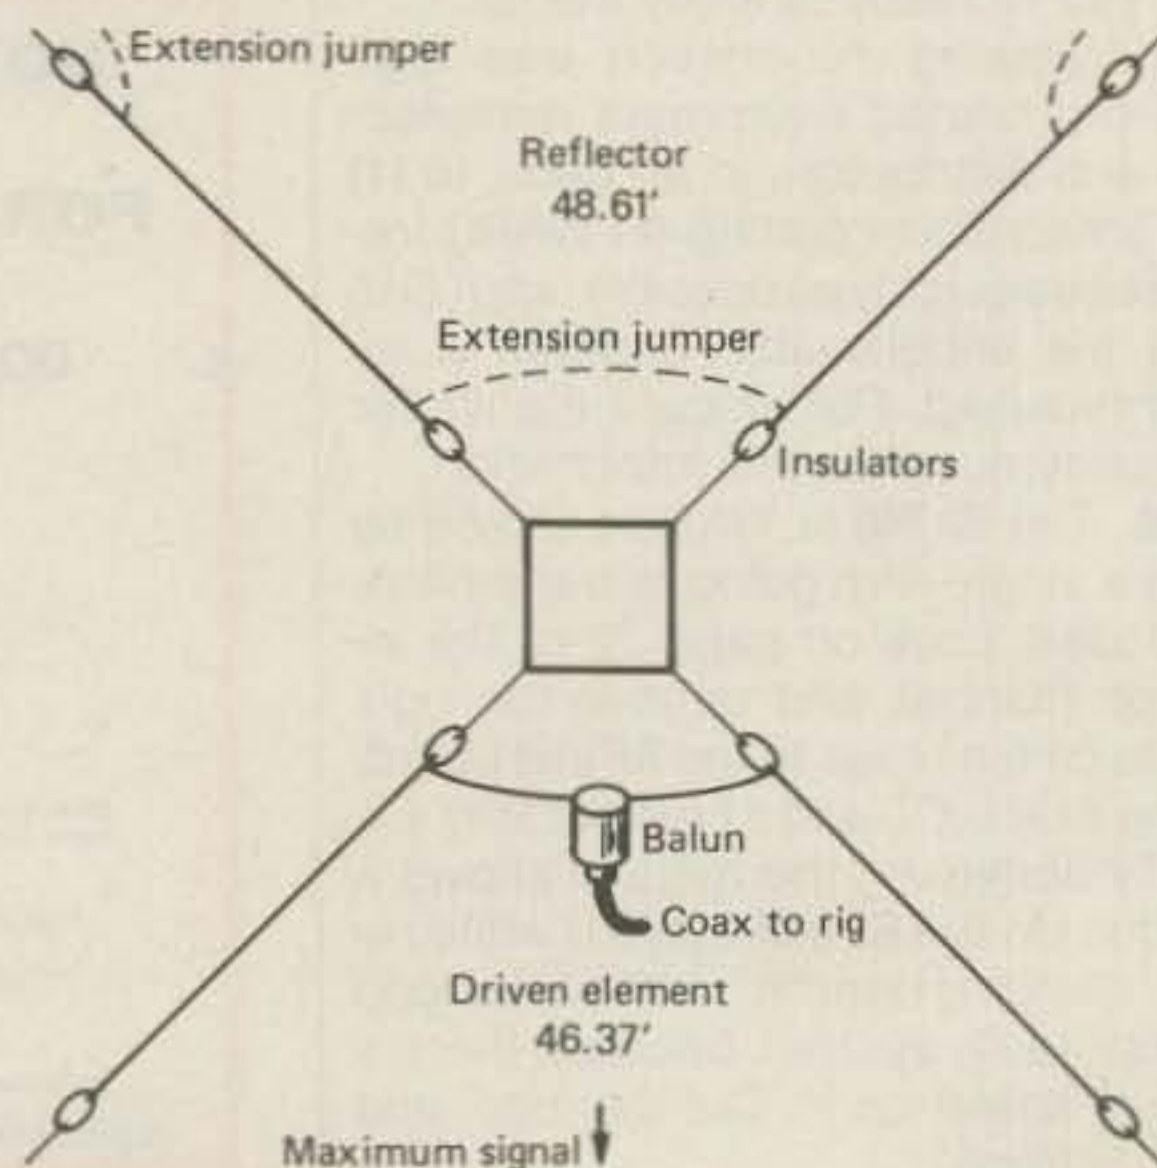 Extension jumper
Reflector
48.61'
Extension jumper
Insulators
Balun
Coax to rig
Driven element
46.37'
Maximum signal